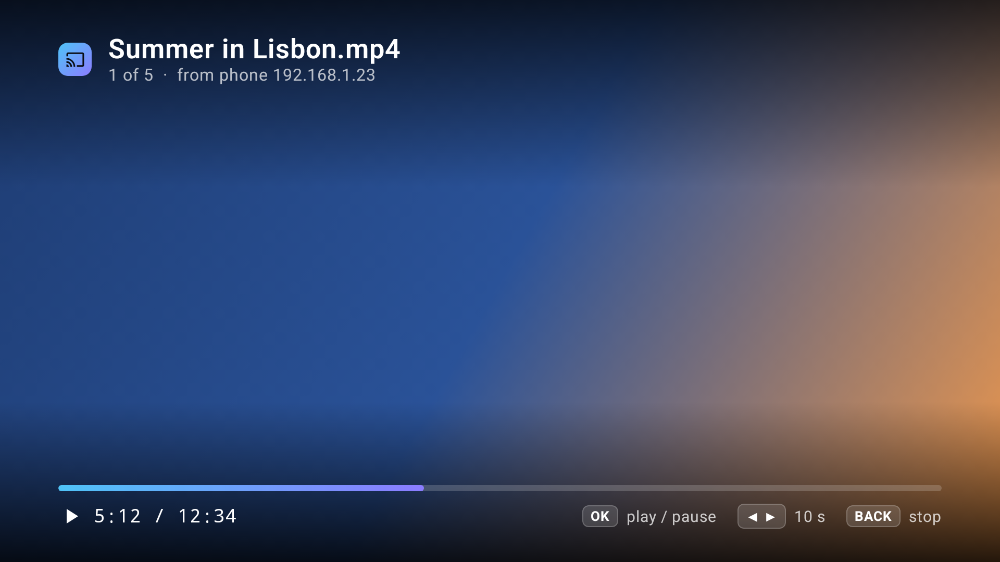 Summer in Lisbon.mp4
1 of 5 · from phone 192.168.1.23
5:12 / 12:34 OK play / pause ◄ ► 10 s BACK stop